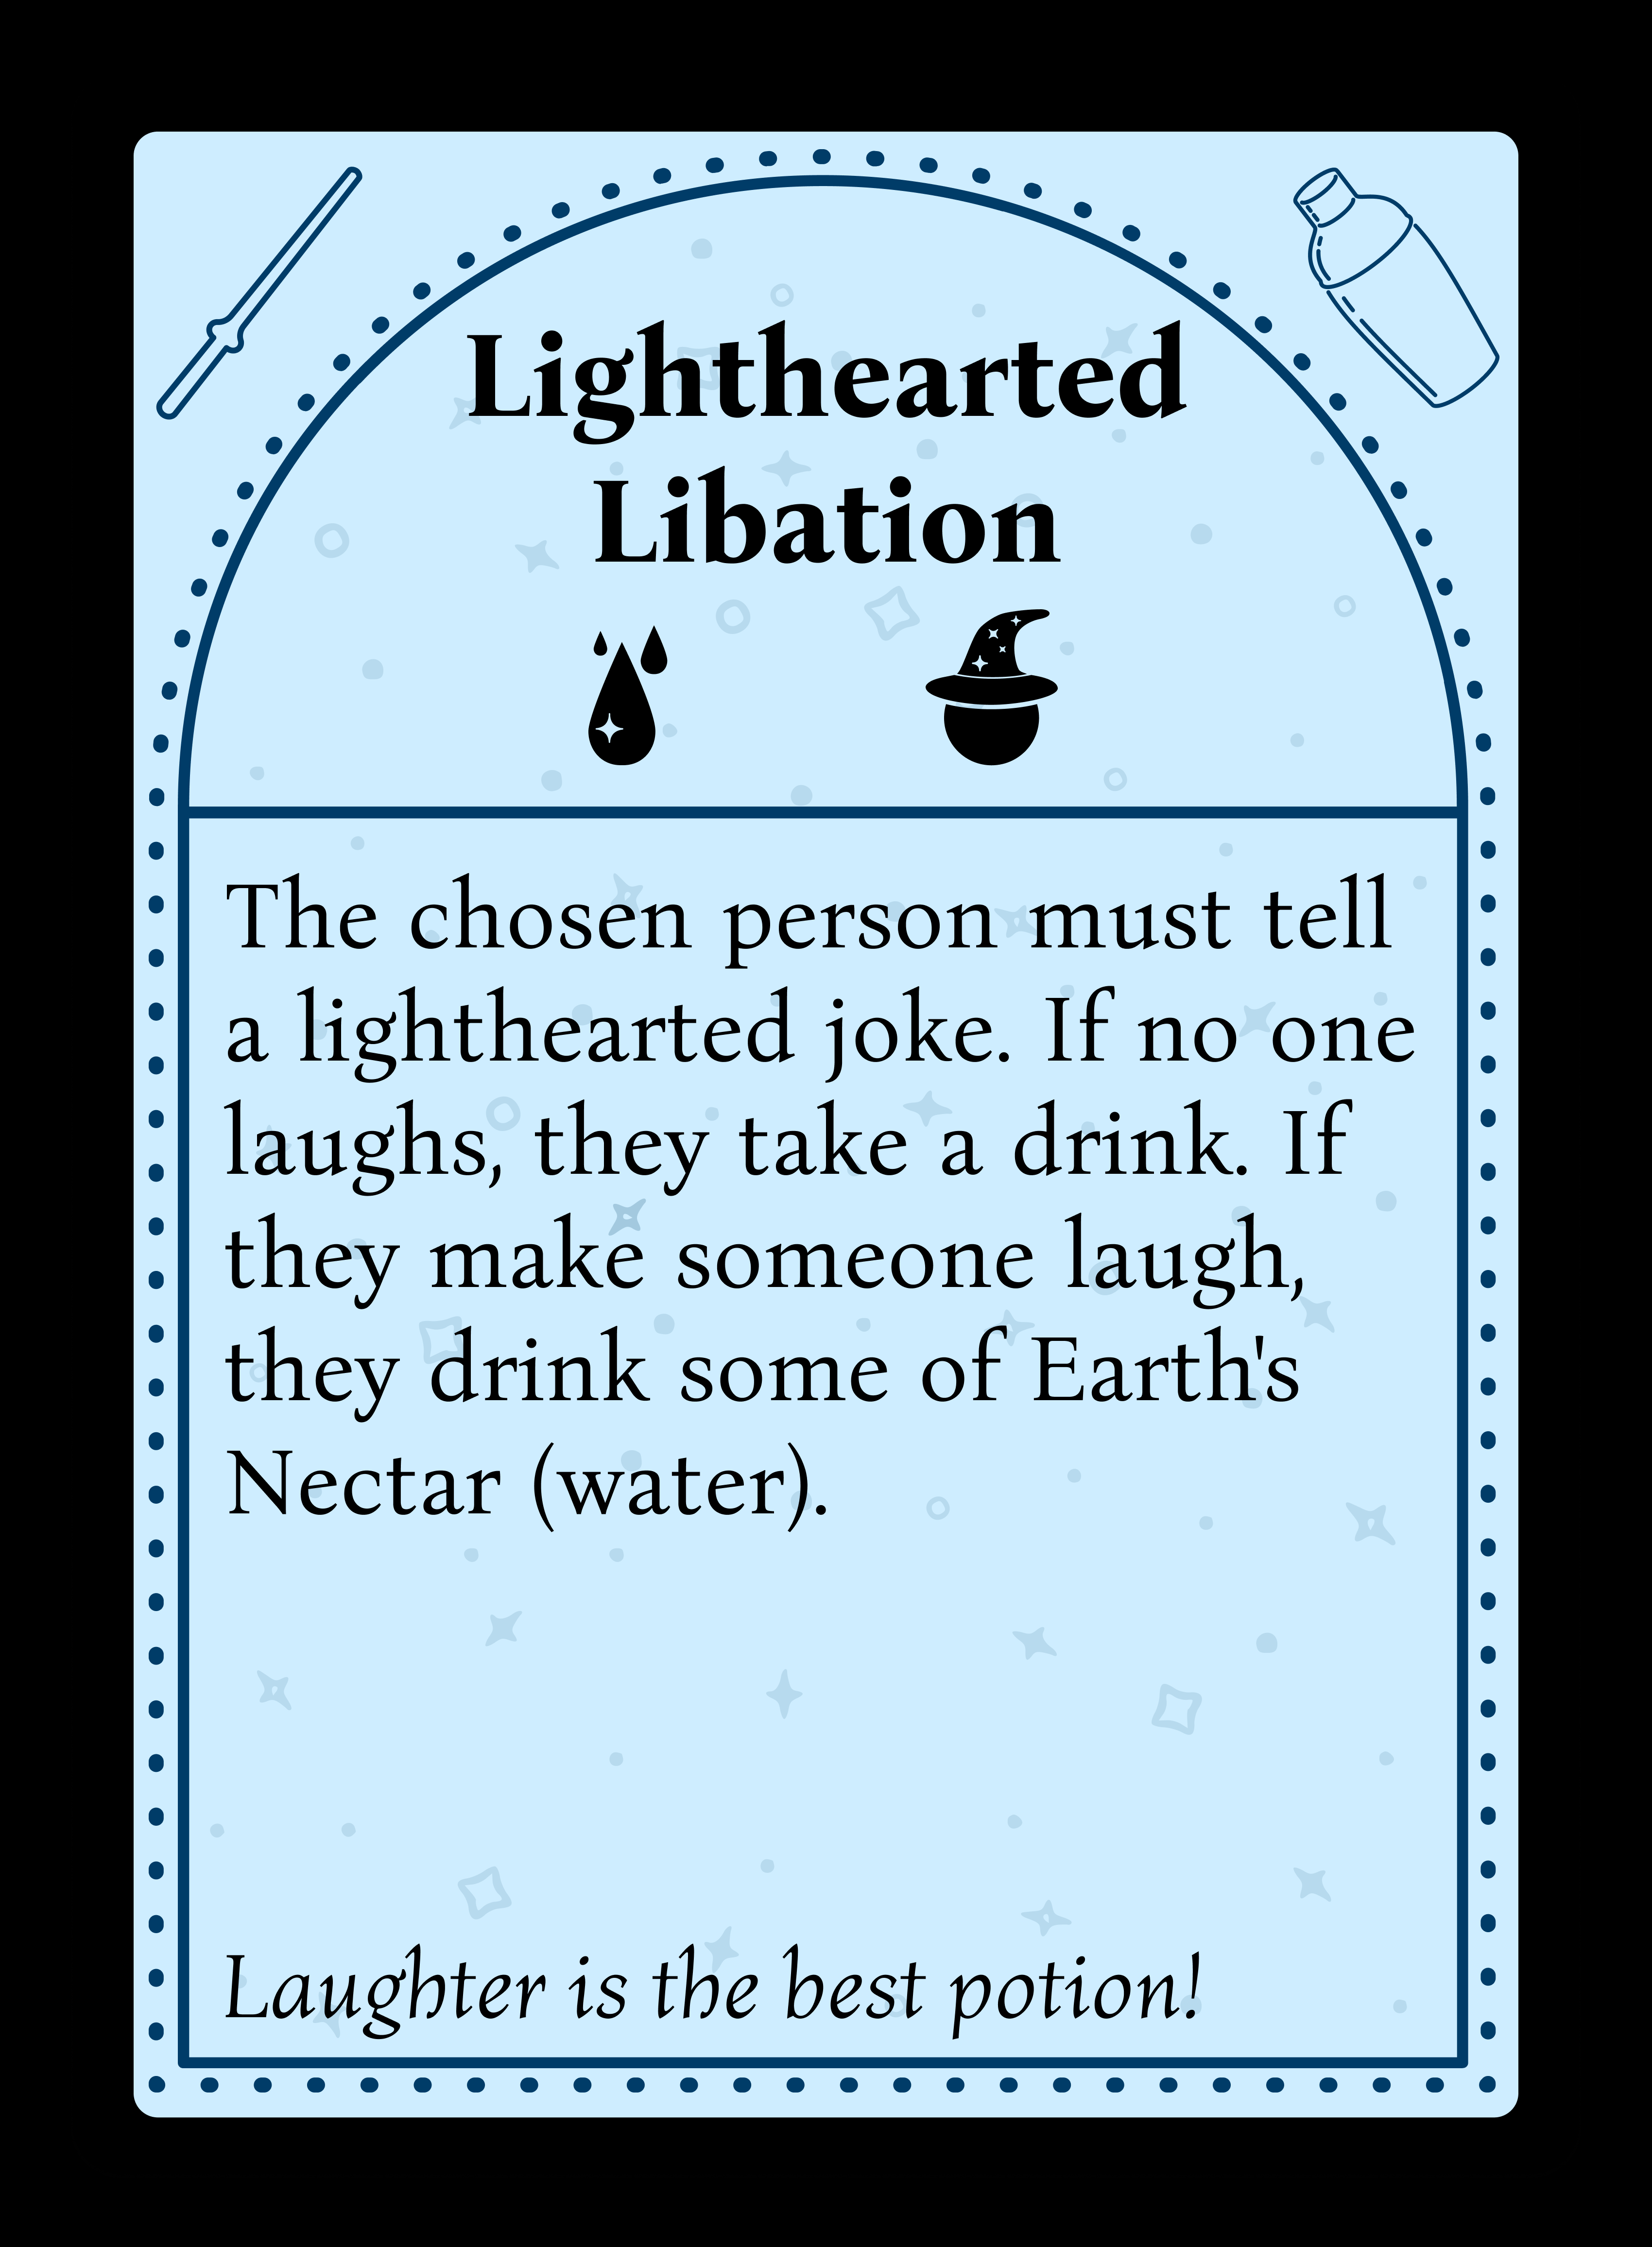 Lighthearted
Libation
The chosen person must tell
a lighthearted joke. If no one
laughs, they take a drink. If
they make someone laugh,
they drink some of Earth's
Nectar (water).
Laughter is the best potion!